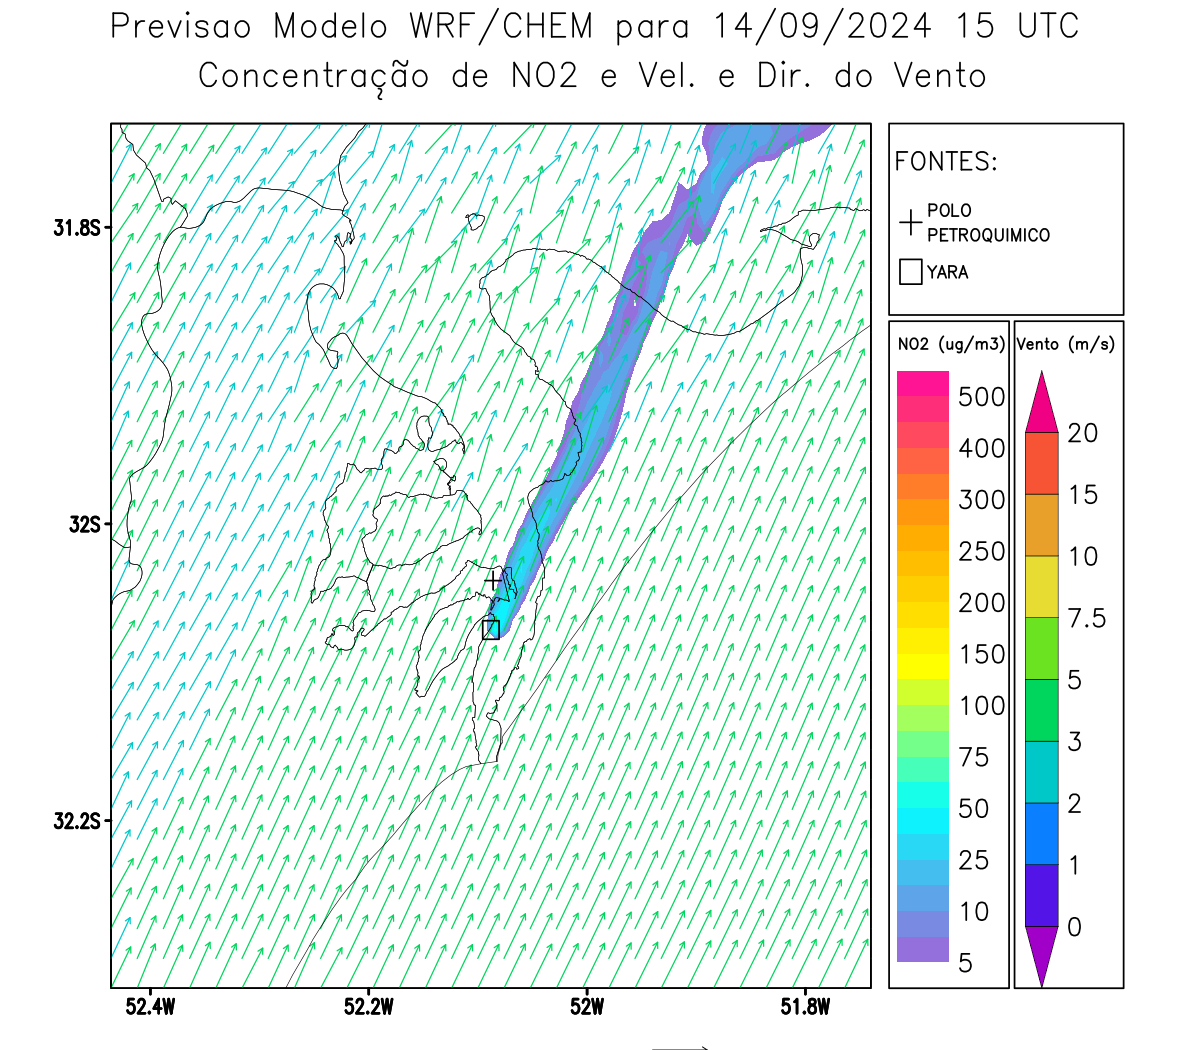 Previsao Modelo WRF/CHEM para 14/09/2024 15 UTC
Concentração de NO2 e Vel. e Dir. do Vento
FONTES:
POLO
PETROQUIMICO
YARA
31.8S
32S
32.2S
52.4W
52.2W
52W
51.8W
NO2 (ug/m3)
500
400
300
250
200
150
100
75
50
25
10
5
Vento (m/s)
20
15
10
7.5
5
3
2
1
0